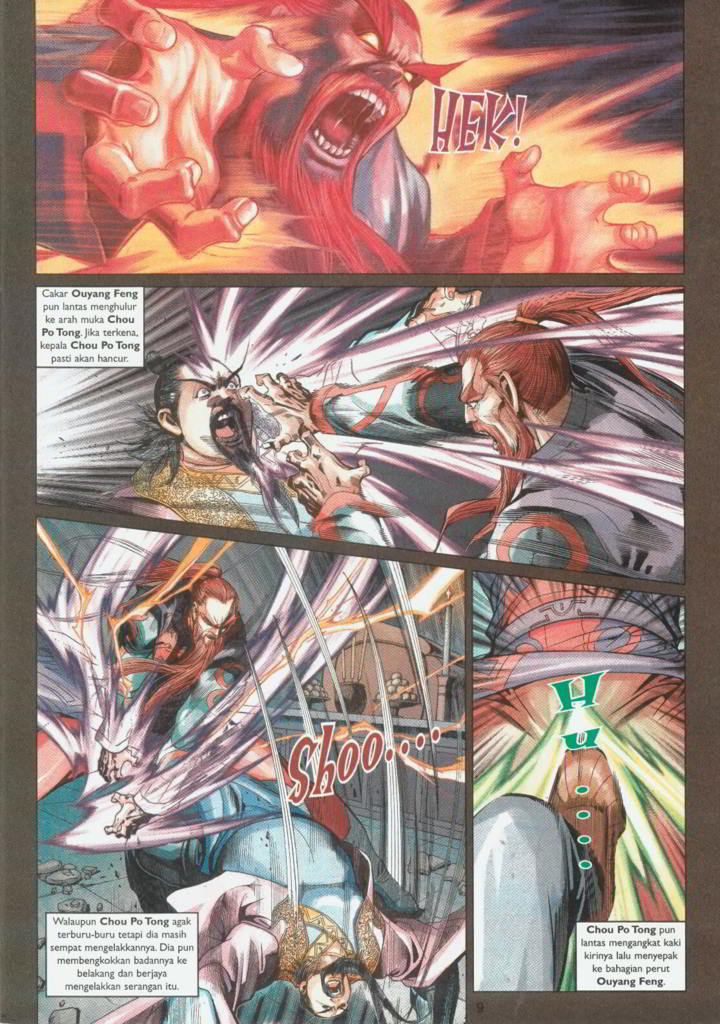 HEK!
Cakar Ouyang Feng
pun lantas menghulur
ke arah muka Chou
Po Tong. Jika terkena,
kepala Chou Po Tong
pasti akan hancur.
Shoo....
Hu....
Walaupun Chou Po Tong agak
terburu-buru tetapi dia masih
sempat mengelakkannya. Dia pun
membengkokkan badannya ke
belakang dan berjaya
mengelakkan serangan itu.
Chou Po Tong pun
lantas mengangkat kaki
kirinya lalu menyepak
ke bahagian perut
Ouyang Feng.
9